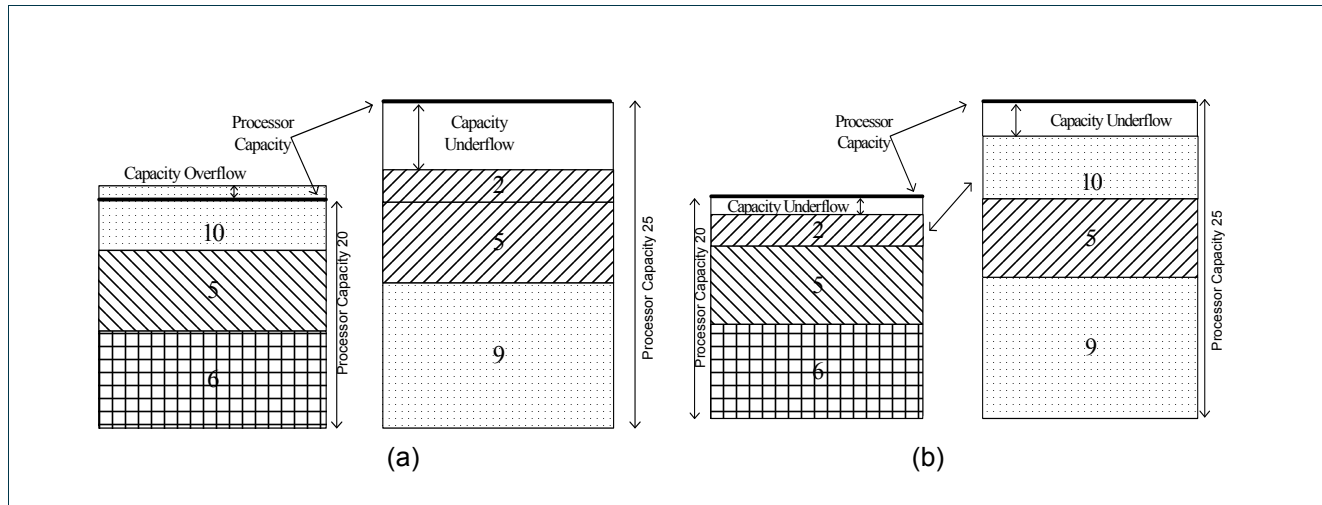 Processor
Capacity
Capacity Overflow
10
5
6
Processor Capacity 20
Capacity
Underflow
2
5
9
Processor Capacity 25
(a)
Processor
Capacity
Capacity Underflow
2
5
6
Processor Capacity 20
Capacity Underflow
10
5
9
Processor Capacity 25
(b)